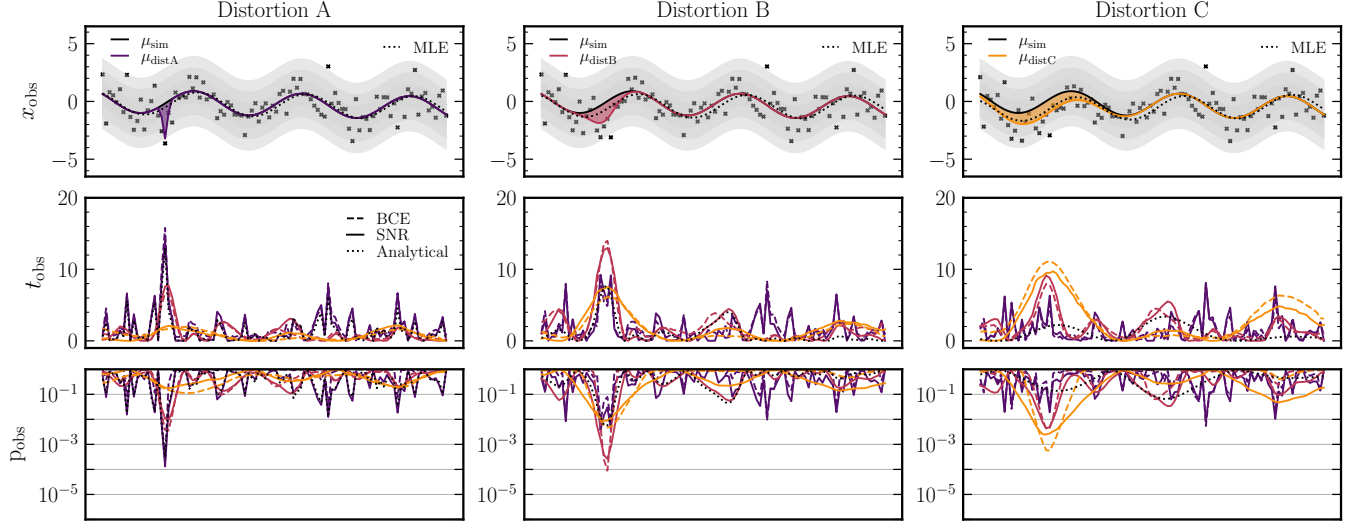 Distortion A
Distortion B
Distortion C
μsim
μdistA
MLE
μsim
μdistB
MLE
μsim
μdistC
MLE
xobs
5
0
−5
5
0
−5
5
0
−5
BCE
SNR
Analytical
tobs
20
10
0
20
10
0
20
10
0
pobs
10⁻¹
10⁻³
10⁻⁵
10⁻¹
10⁻³
10⁻⁵
10⁻¹
10⁻³
10⁻⁵